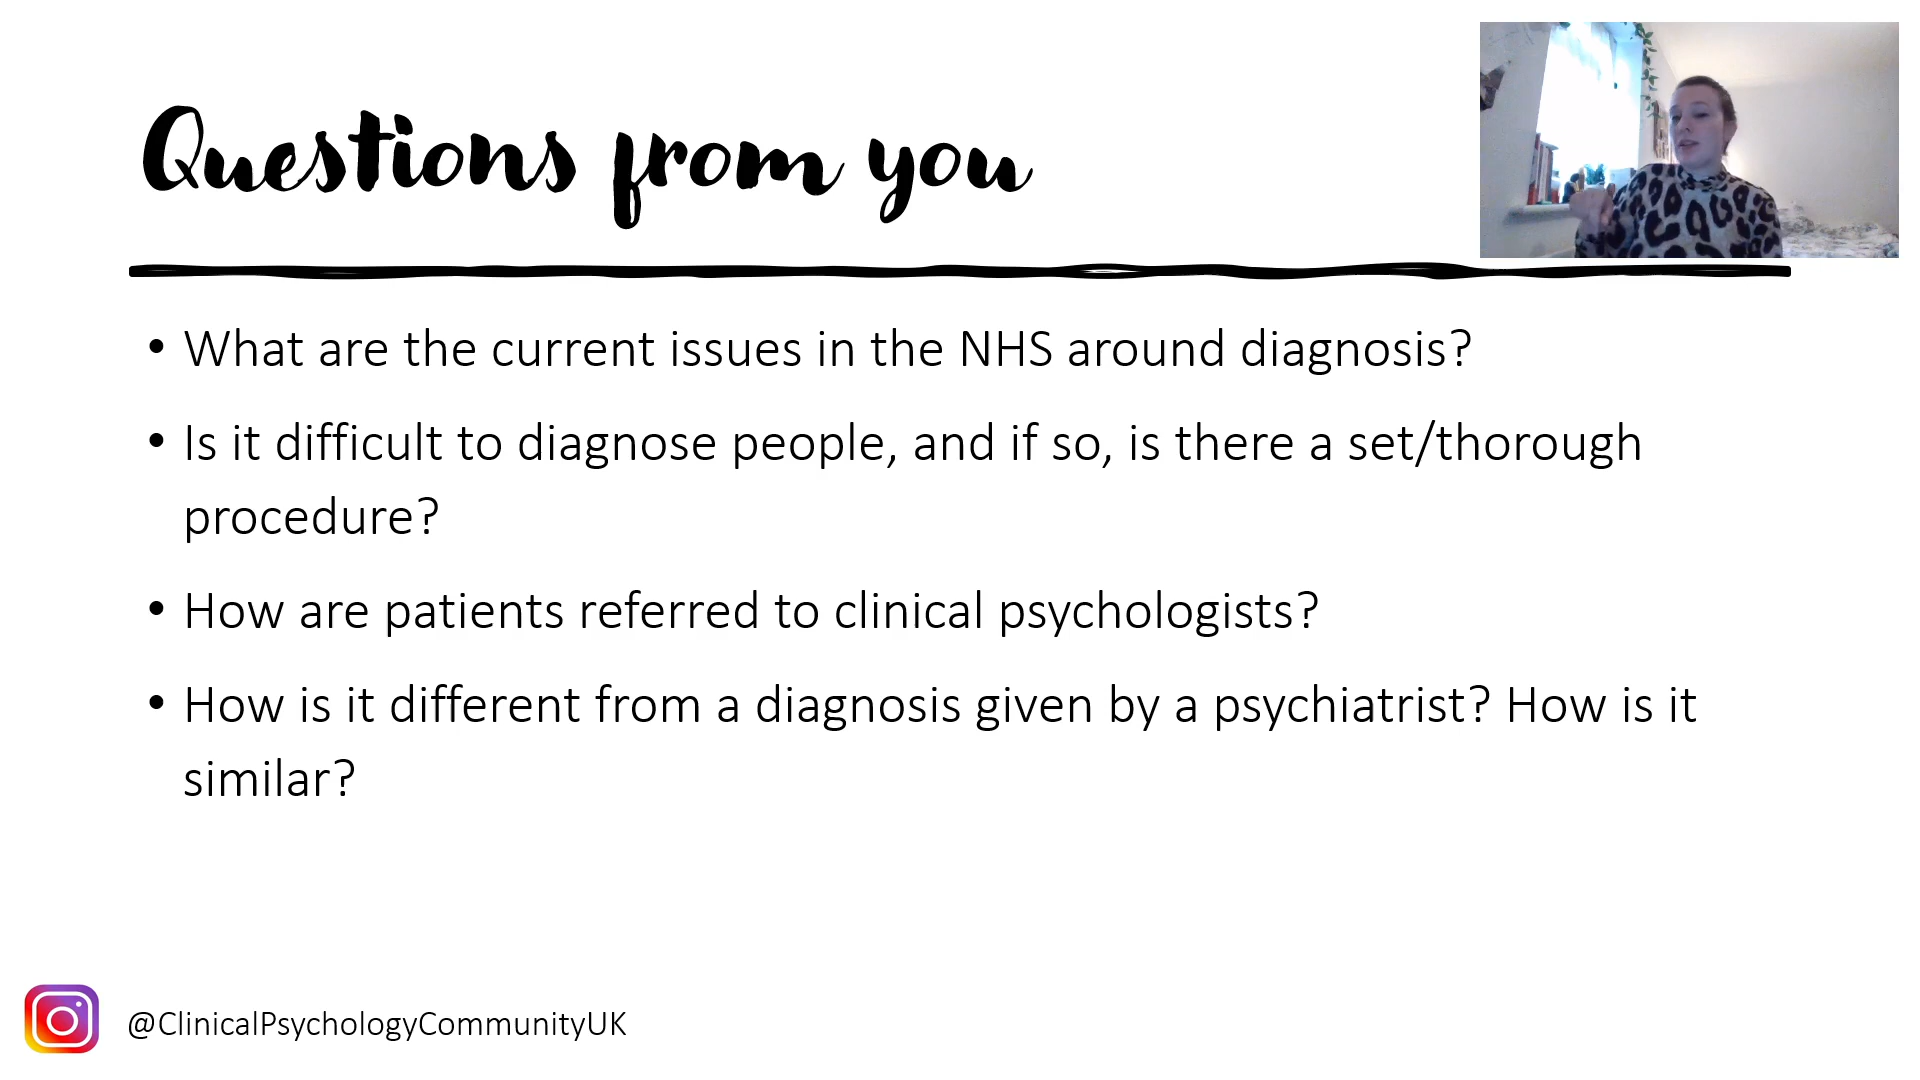 Questions from you
• What are the current issues in the NHS around diagnosis?
• Is it difficult to diagnose people, and if so, is there a set/thorough
procedure?
• How are patients referred to clinical psychologists?
• How is it different from a diagnosis given by a psychiatrist? How is it
similar?
@ClinicalPsychologyCommunityUK